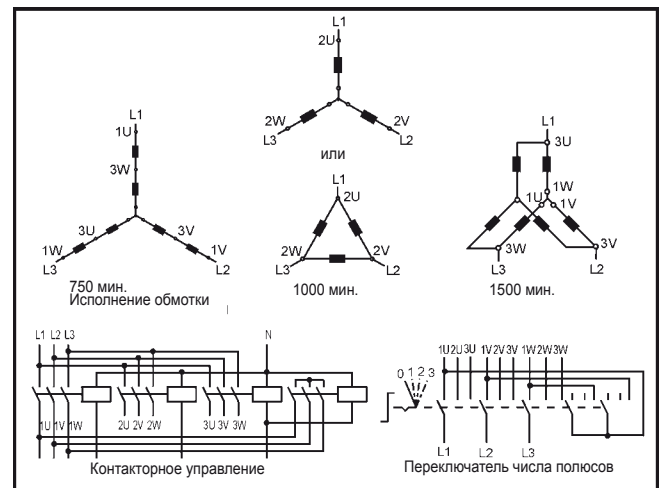 L1
2U
2W
2V
L3
L2
или
L1
2U
2W
2V
L3
L2
1000 мин.
L1
1U
3W
3U
3V
1W
1V
L3
L2
750 мин.
Исполнение обмотки
L1
3U
1W
1U
1V
3W
3V
L3
L2
1500 мин.
L1 L2 L3
N
1U 1V 1W
2U 2V 2W
3U 3V 3W
Контакторное управление
1U 2U 3U 1V 2V 3V 1W 2W 3W
0 1 2 3
L1
L2
L3
Переключатель числа полюсов